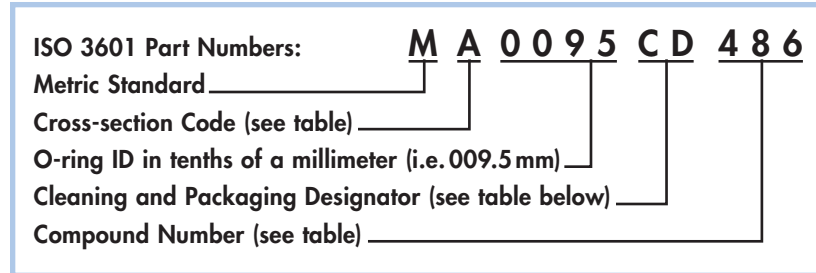 ISO 3601 Part Numbers: M A 0 0 9 5 C D 4 8 6
Metric Standard
Cross-section Code (see table)
O-ring ID in tenths of a millimeter (i.e. 009.5 mm)
Cleaning and Packaging Designator (see table below)
Compound Number (see table)